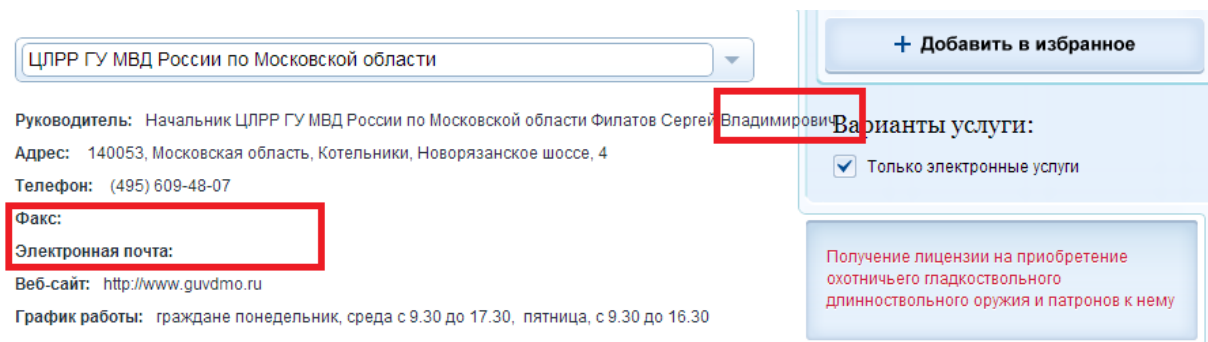 ЦЛРР ГУ МВД России по Московской области
Руководитель: Начальник ЦЛРР ГУ МВД России по Московской области Филатов Сергей Владимирович
Адрес: 140053, Московская область, Котельники, Новорязанское шоссе, 4
Телефон: (495) 609-48-07
Факс:
Электронная почта:
Веб-сайт: http://www.guvdmo.ru
График работы: граждане понедельник, среда с 9.30 до 17.30, пятница, с 9.30 до 16.30
+ Добавить в избранное
Варианты услуги:
Только электронные услуги
Получение лицензии на приобретение
охотничьего гладкоствольного
длинноствольного оружия и патронов к нему